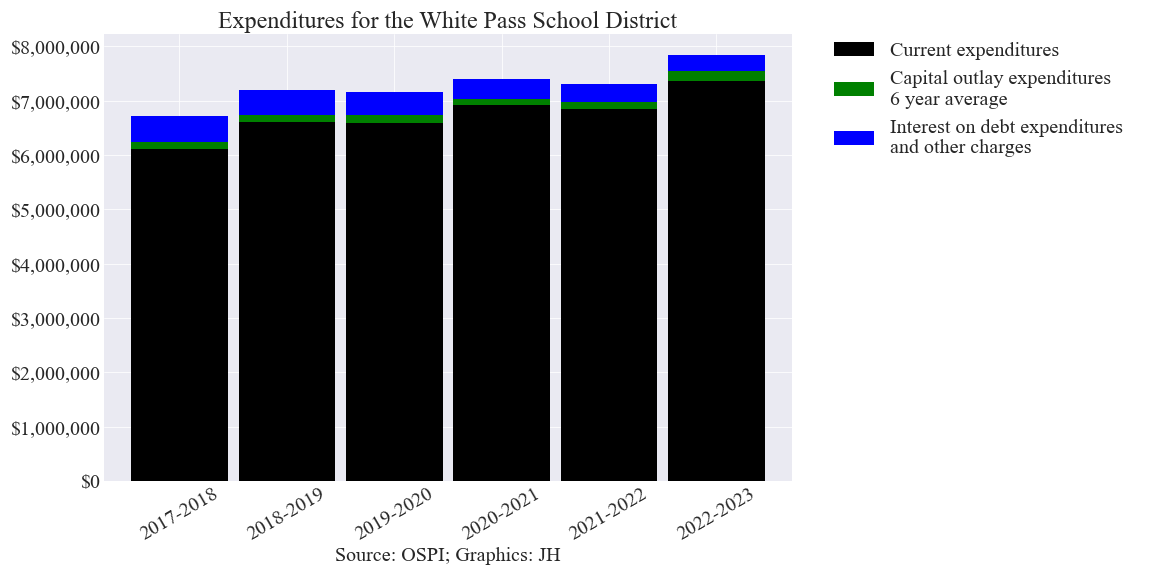 Expenditures for the White Pass School District
$8,000,000
$7,000,000
$6,000,000
$5,000,000
$4,000,000
$3,000,000
$2,000,000
$1,000,000
$0
2017-2018
2018-2019
2019-2020
2020-2021
2021-2022
2022-2023
Source: OSPI; Graphics: JH
Current expenditures
Capital outlay expenditures
6 year average
Interest on debt expenditures
and other charges